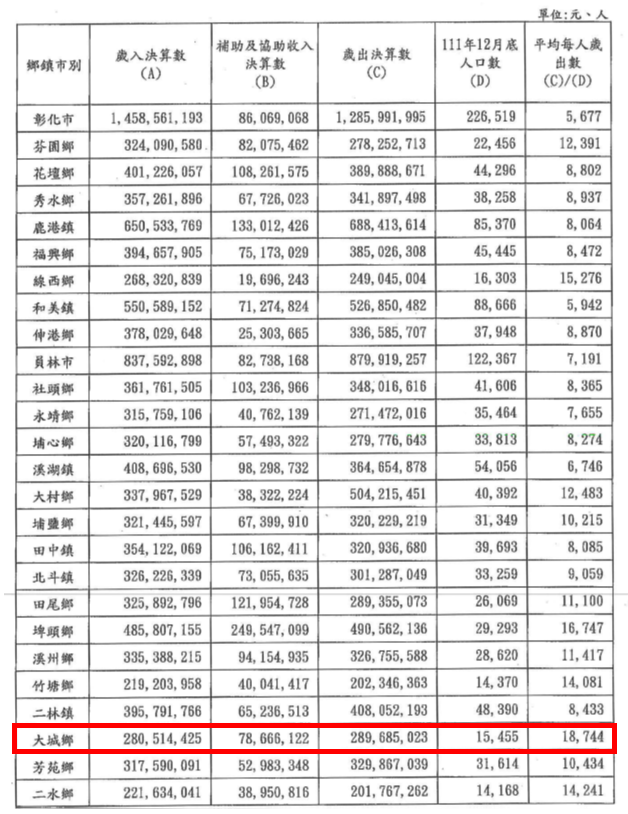 單位:元、人
鄉鎮市別 歲入決算數(A) 補助及協助收入決算數(B) 歲出決算數(C) 111年12月底人口數(D) 平均每人歲出數(C)/(D)
彰化市 1,458,561,193 86,069,068 1,285,991,995 226,519 5,677
芬園鄉 324,090,580 82,075,462 278,252,713 22,456 12,391
花壇鄉 401,226,057 108,261,575 389,888,671 44,296 8,802
秀水鄉 357,261,896 67,726,023 341,897,498 38,258 8,937
鹿港鎮 650,533,769 133,012,426 688,413,614 85,370 8,064
福興鄉 394,657,905 75,173,029 385,026,308 45,445 8,472
線西鄉 268,320,839 19,696,243 249,045,004 16,303 15,276
和美鎮 550,589,152 71,274,824 526,850,482 88,666 5,942
伸港鄉 378,029,648 25,303,665 336,585,707 37,948 8,870
員林市 837,592,898 82,738,168 879,919,257 122,367 7,191
社頭鄉 361,761,505 103,236,966 348,016,616 41,606 8,365
永靖鄉 315,759,106 40,762,139 271,472,016 35,464 7,655
埔心鄉 320,116,799 57,493,322 279,776,643 33,813 8,274
溪湖鎮 408,696,530 98,298,732 364,654,878 54,056 6,746
大村鄉 337,967,529 38,322,224 504,215,451 40,392 12,483
埔鹽鄉 321,445,597 67,399,910 320,229,219 31,349 10,215
田中鎮 354,122,069 106,162,411 320,936,680 39,693 8,085
北斗鎮 326,226,339 73,055,635 301,287,049 33,259 9,059
田尾鄉 325,892,796 121,954,728 289,355,073 26,069 11,100
埤頭鄉 485,807,155 249,547,099 490,562,136 29,293 16,747
溪州鄉 335,388,215 94,154,935 326,755,588 28,620 11,417
竹塘鄉 219,203,958 40,041,417 202,346,363 14,370 14,081
二林鎮 395,791,766 65,236,513 408,052,193 48,390 8,433
大城鄉 280,514,425 78,666,122 289,685,023 15,455 18,744
芳苑鄉 317,590,091 52,983,348 329,867,039 31,614 10,434
二水鄉 221,634,041 38,950,816 201,767,262 14,168 14,241